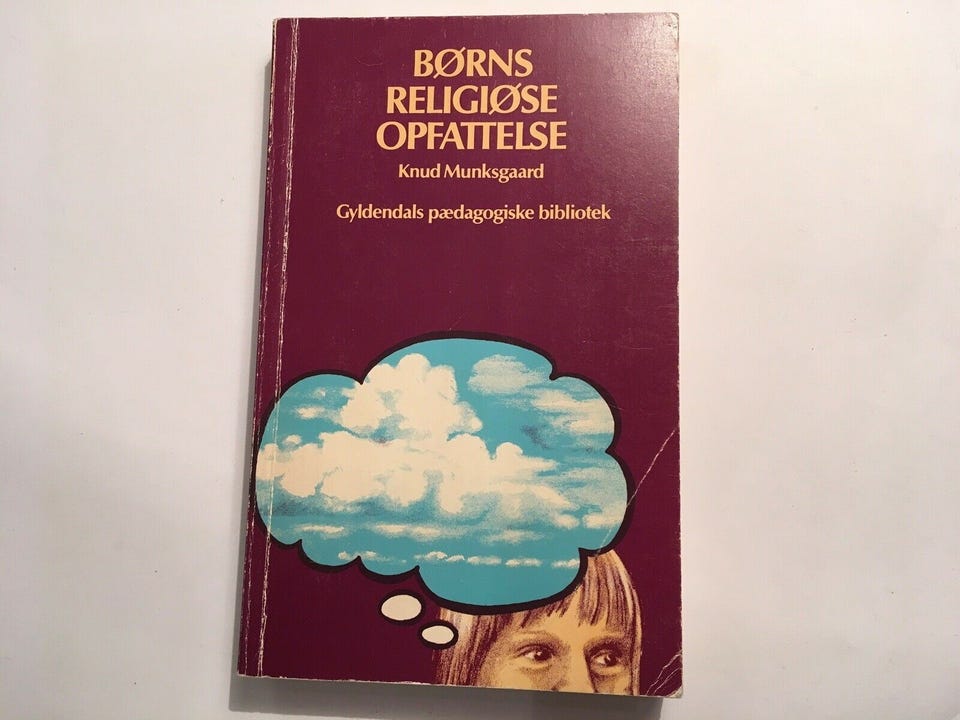 BØRNS
RELIGIØSE
OPFATTELSE
Knud Munksgaard
Gyldendals pædagogiske bibliotek